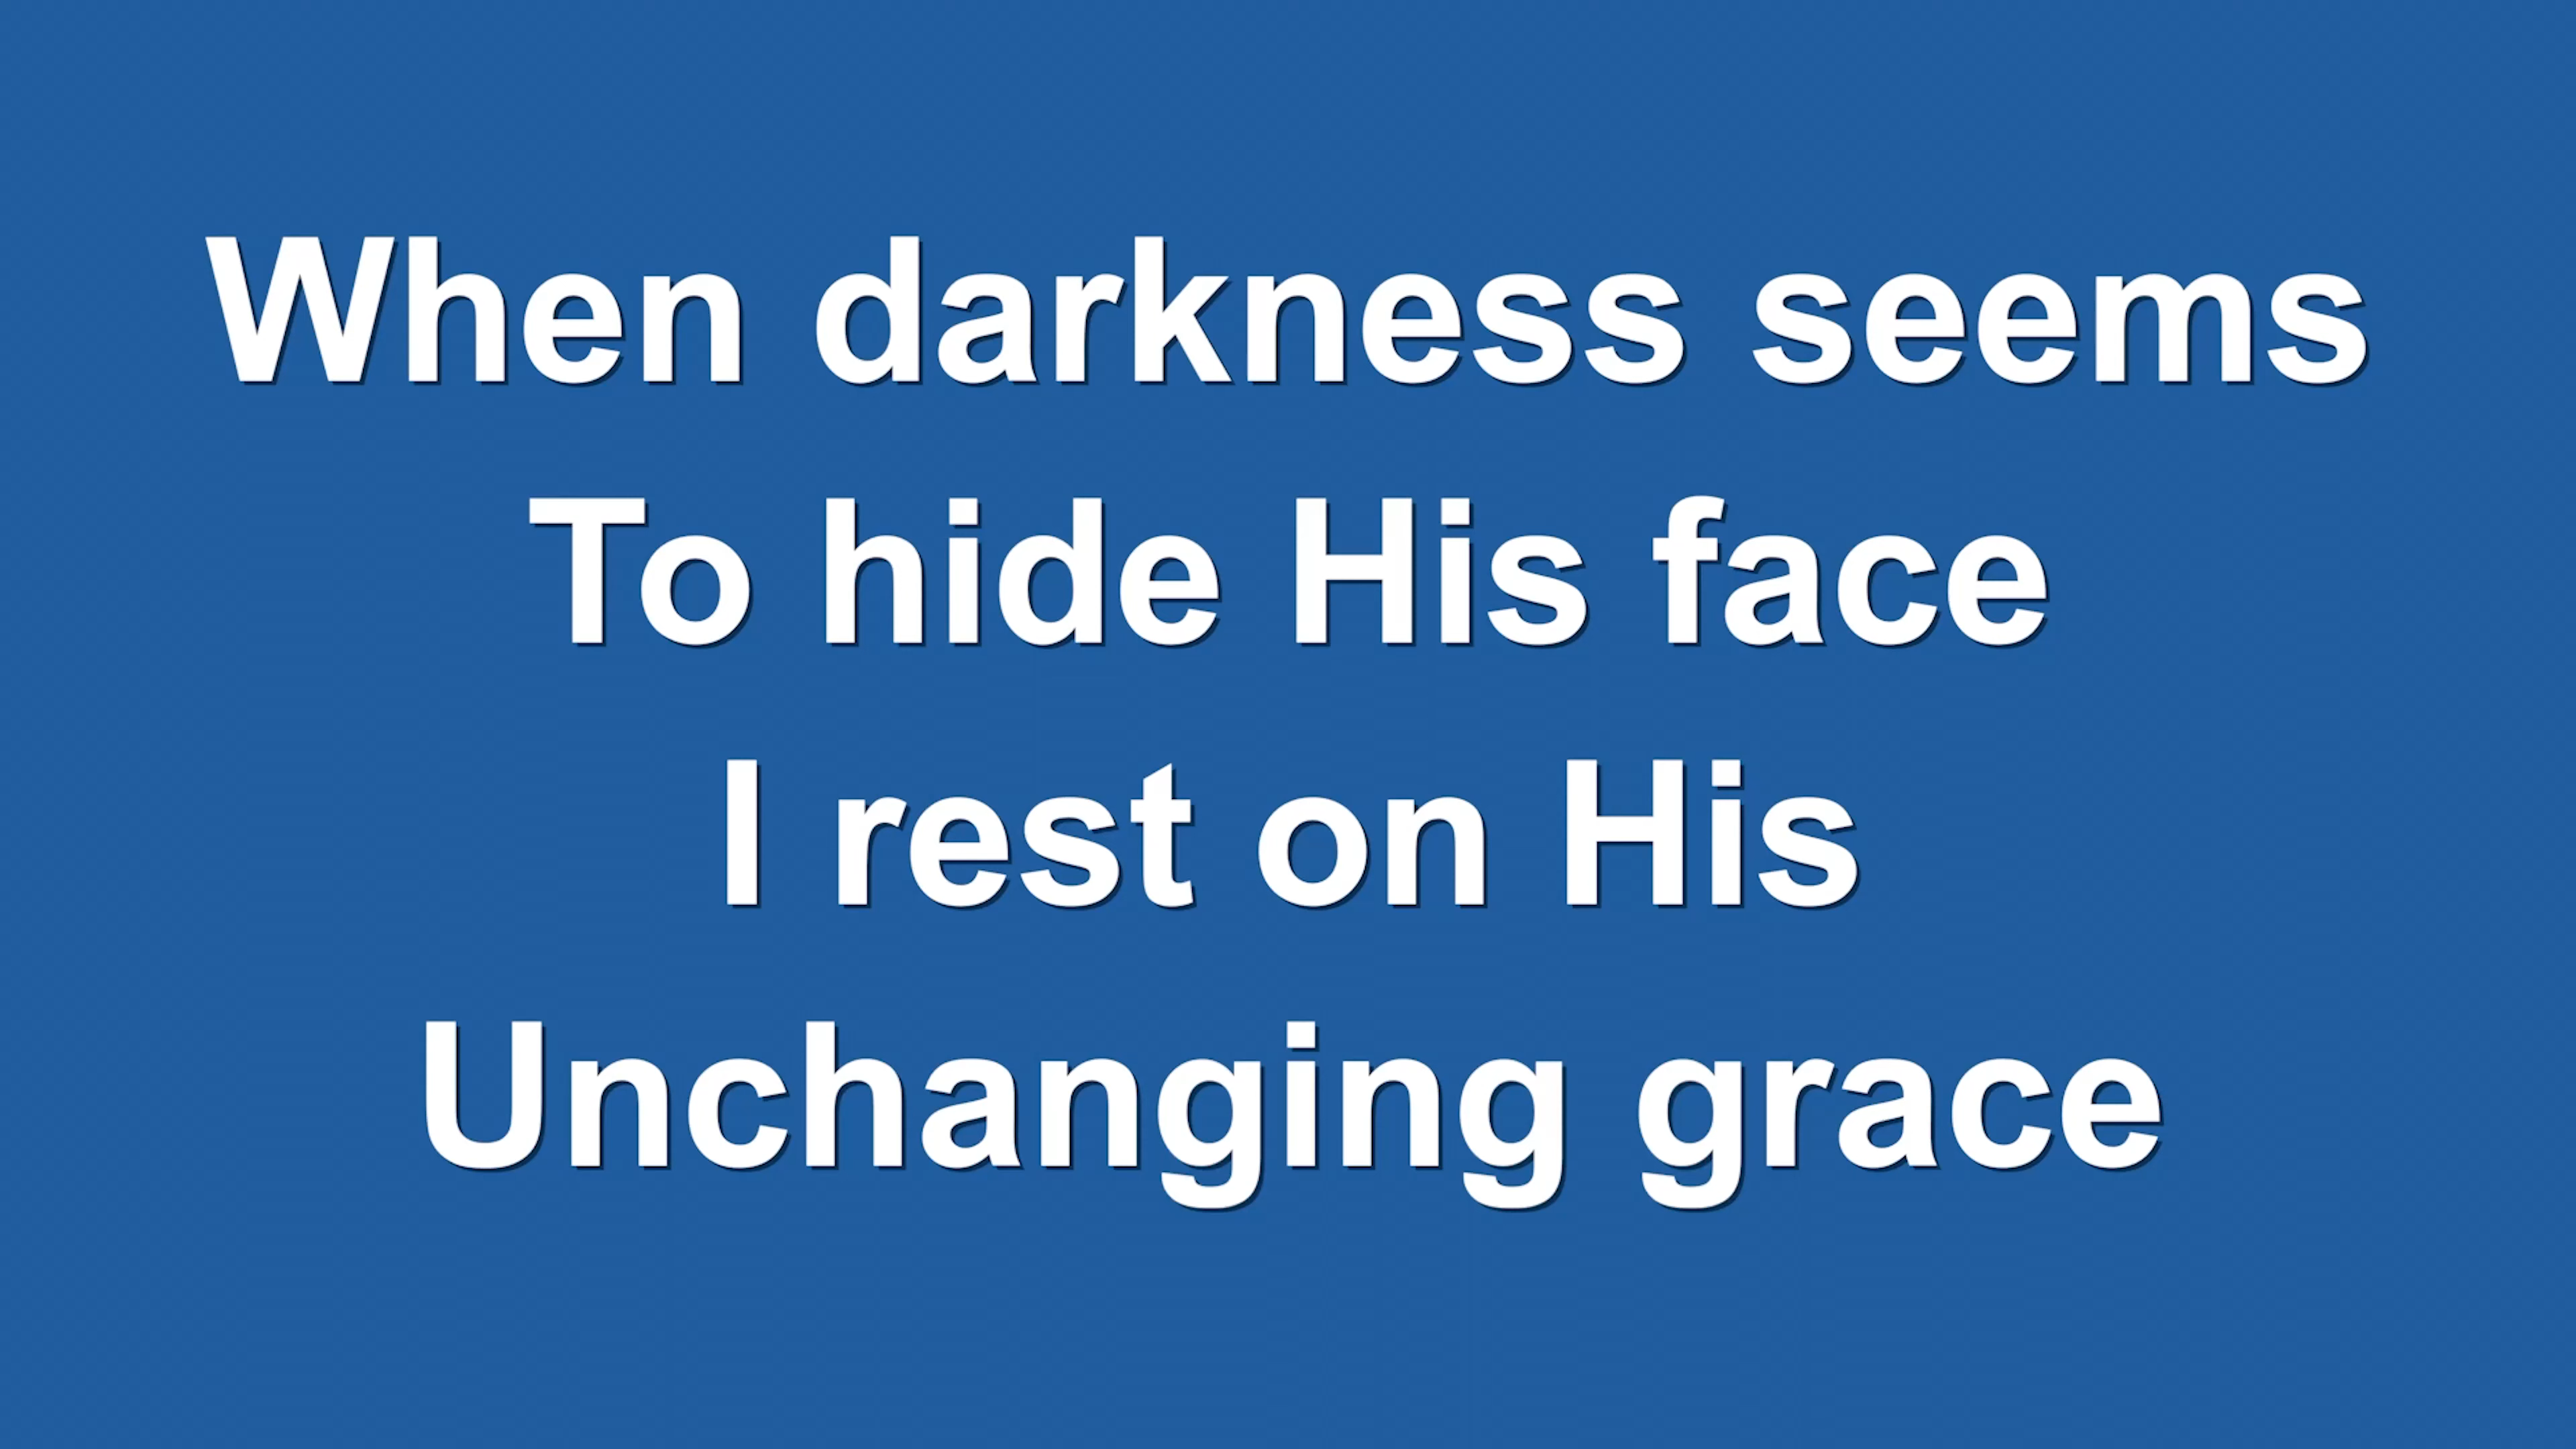 When darkness seems
To hide His face
I rest on His
Unchanging grace